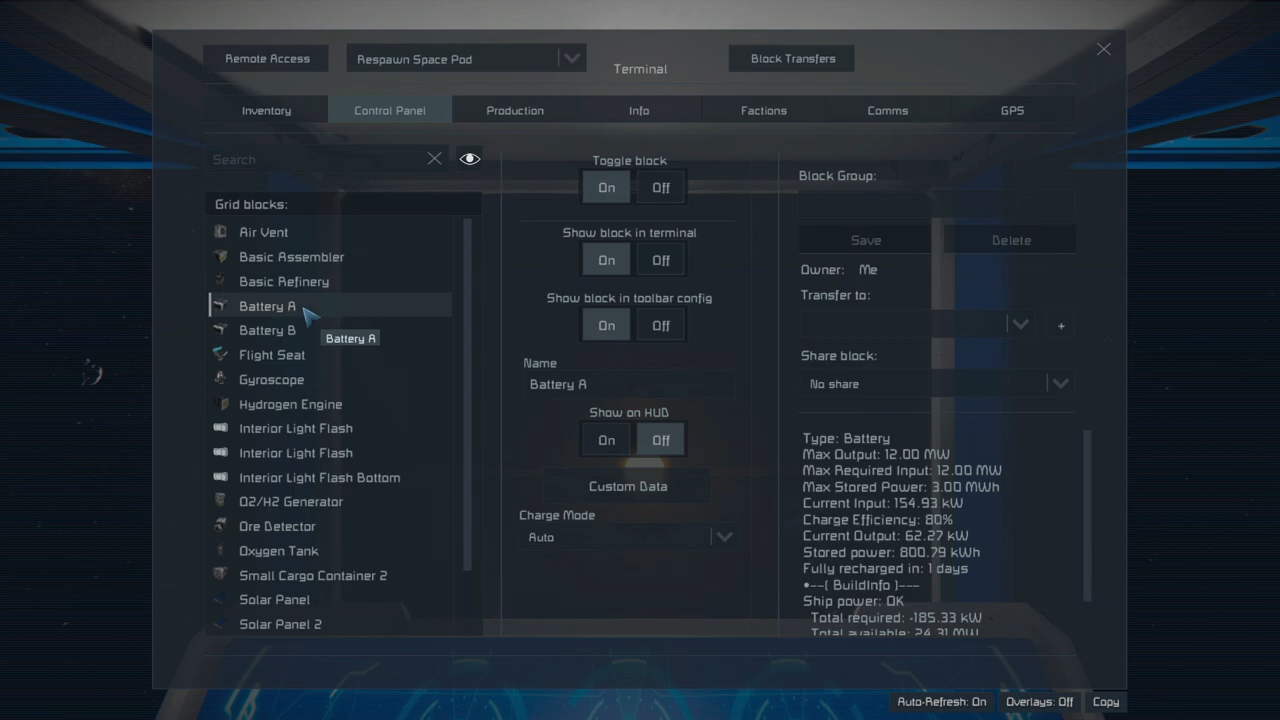 Remote Access
Respawn Space Pod
Terminal
Block Transfers
Inventory
Control Panel
Production
Info
Factions
Comms
GPS
Search
Grid blocks:
Air Vent
Basic Assembler
Basic Refinery
Battery A
Battery B
Battery A
Flight Seat
Gyroscope
Hydrogen Engine
Interior Light Flash
Interior Light Flash
Interior Light Flash Bottom
O2/H2 Generator
Ore Detector
Oxygen Tank
Small Cargo Container 2
Solar Panel
Solar Panel 2
Toggle block
On Off
Show block in terminal
On Off
Show block in toolbar config
On Off
Name
Battery A
Show on HUD
On Off
Custom Data
Charge Mode
Auto
Block Group:
Save Delete
Owner: Me
Transfer to:
+
Share block:
No share
Type: Battery
Max Output: 12.00 MW
Max Required Input: 12.00 MW
Max Stored Power: 3.00 MWh
Current Input: 154.93 kW
Charge Efficiency: 80%
Current Output: 62.27 kW
Stored power: 800.79 kWh
Fully recharged in: 1 days
•--( BuildInfo )---
Ship power: OK
Total required: -185.33 kW
Total available: 24.31 MW
Auto-Refresh: On
Overlays: Off
Copy